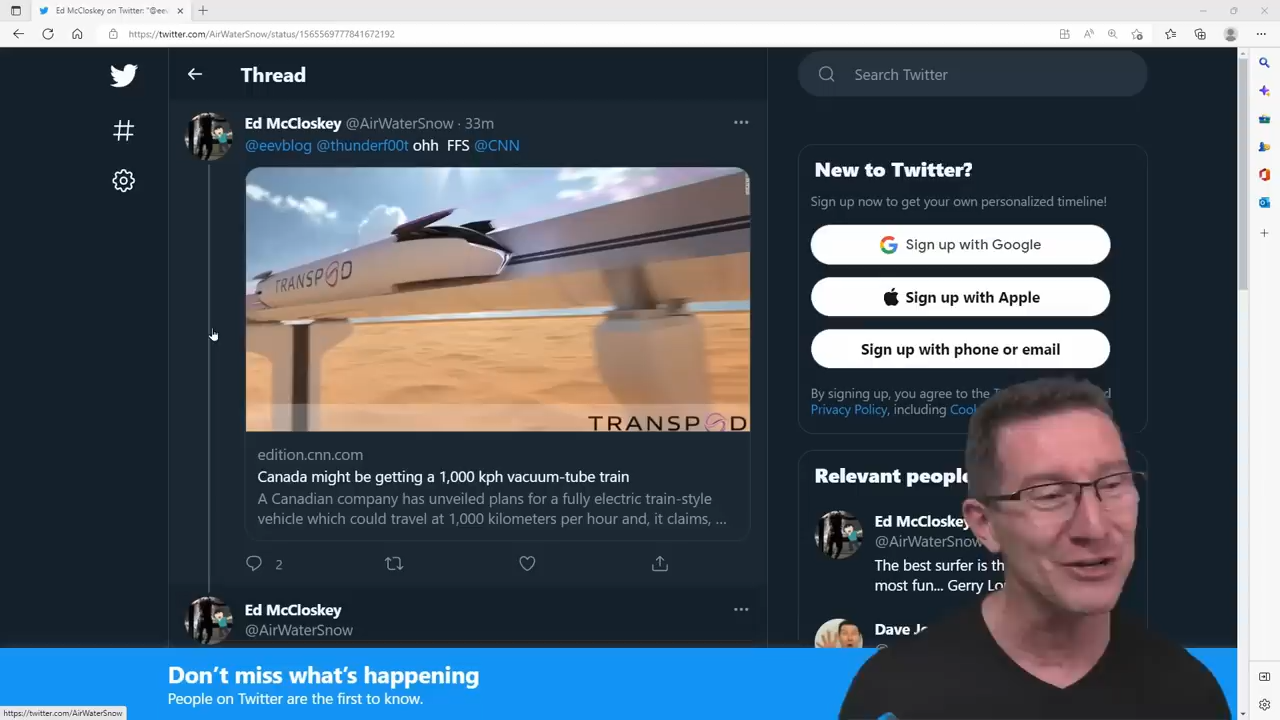 Ed McCloskey on Twitter: "@eev
https://twitter.com/AirWaterSnow/status/1565569777841672192
Thread
Search Twitter
Ed McCloskey @AirWaterSnow · 33m
@eevblog @thunderf00t ohh FFS @CNN
TRANSPOD
TRANSPOD
edition.cnn.com
Canada might be getting a 1,000 kph vacuum-tube train
A Canadian company has unveiled plans for a fully electric train-style
vehicle which could travel at 1,000 kilometers per hour and, it claims, ...
2
Ed McCloskey
@AirWaterSnow
New to Twitter?
Sign up now to get your own personalized timeline!
Sign up with Google
Sign up with Apple
Sign up with phone or email
By signing up, you agree to the
Privacy Policy, including
Relevant people
Ed McCloskey
@AirWaterSnow
The best surfer is th
most fun... Gerry
Dave
Don't miss what's happening
People on Twitter are the first to know.
https://twitter.com/AirWaterSnow